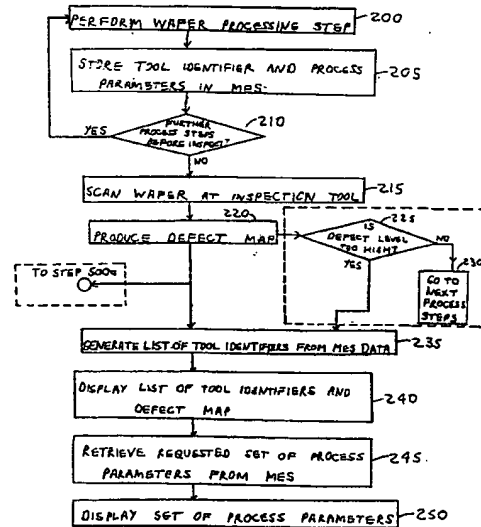 PERFORM WAFER PROCESSING STEP
200
STORE TOOL IDENTIFIER AND PROCESS
PARAMETERS IN MES.
205
FURTHER
PROCESS STEPS
BEFORE INSPECT?
210
YES
NO
SCAN WAFER AT INSPECTION TOOL
215
220
PRODUCE DEFECT MAP
IS
DEFECT LEVEL
TOO HIGH?
225
NO
YES
230
GO TO
NEXT
PROCESS
STEPS
TO STEP 500a
GENERATE LIST OF TOOL IDENTIFIERS FROM MES DATA
235
DISPLAY LIST OF TOOL IDENTIFIERS AND
DEFECT MAP
240
RETRIEVE REQUESTED SET OF PROCESS
PARAMETERS FROM MES
245
DISPLAY SET OF PROCESS PARAMETERS
250